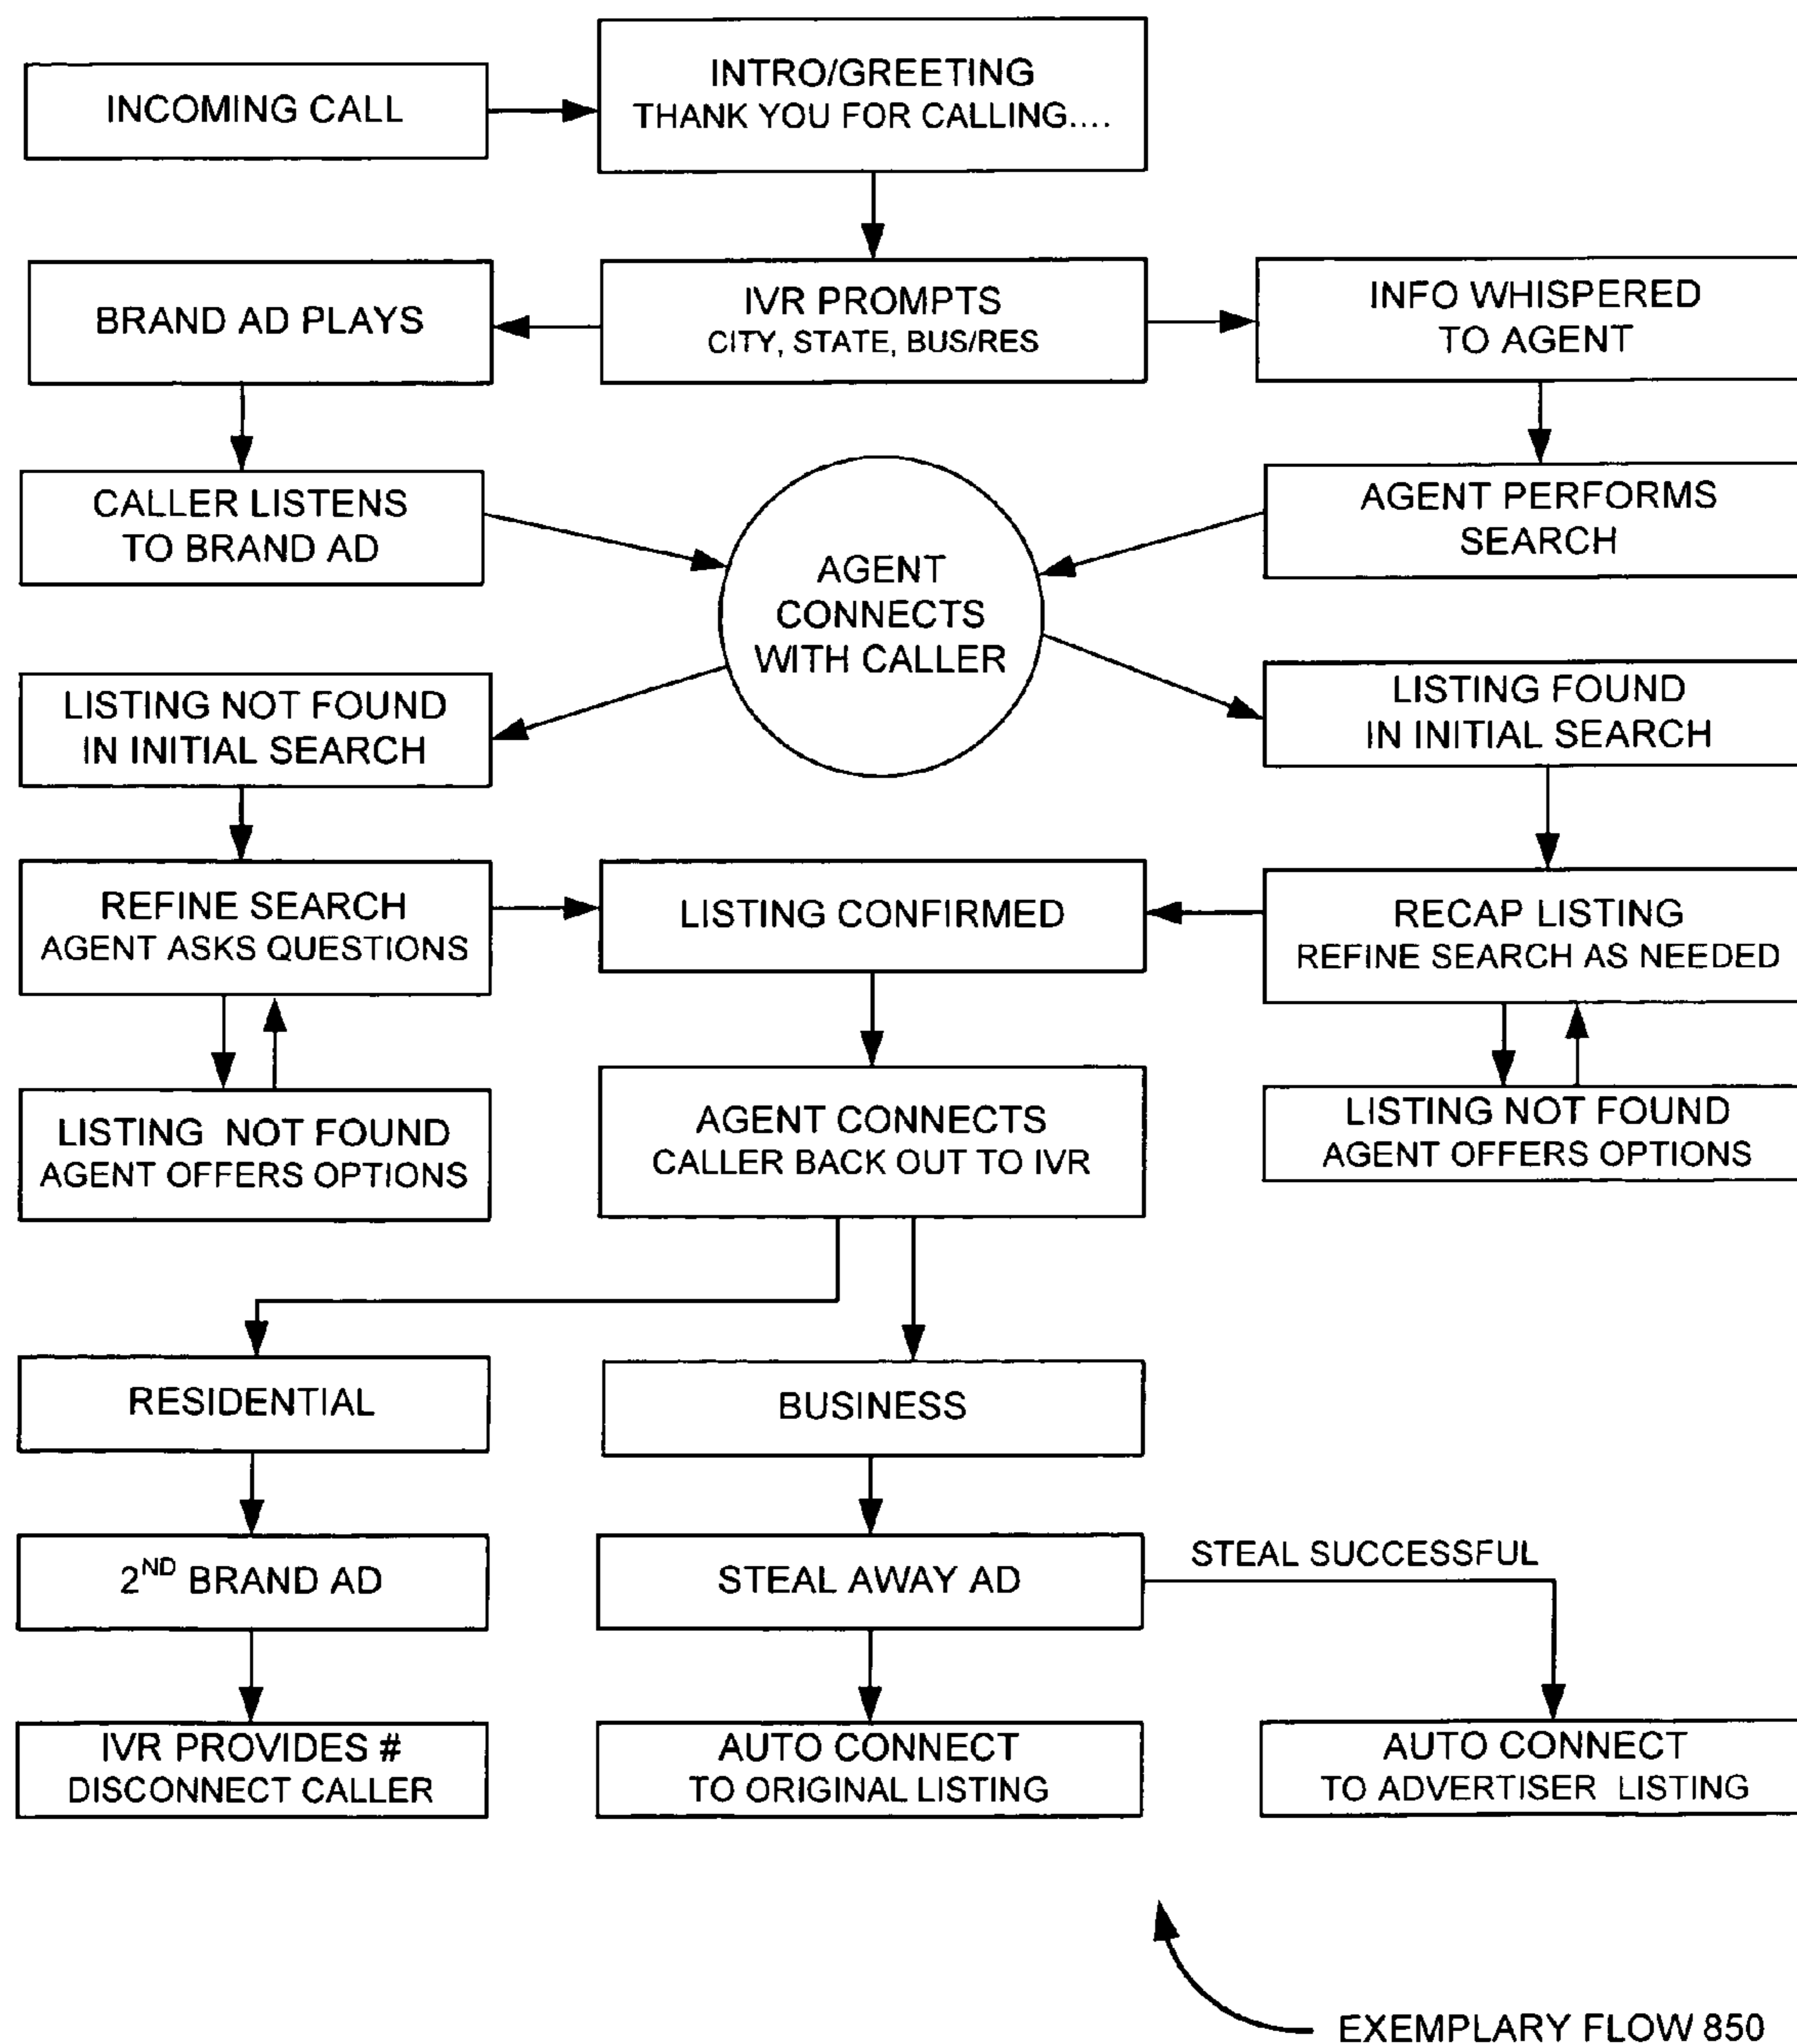 INCOMING CALL
INTRO/GREETING
THANK YOU FOR CALLING....
BRAND AD PLAYS
IVR PROMPTS
CITY, STATE, BUS/RES
INFO WHISPERED
TO AGENT
CALLER LISTENS
TO BRAND AD
AGENT
CONNECTS
WITH CALLER
AGENT PERFORMS
SEARCH
LISTING NOT FOUND
IN INITIAL SEARCH
LISTING FOUND
IN INITIAL SEARCH
REFINE SEARCH
AGENT ASKS QUESTIONS
LISTING CONFIRMED
RECAP LISTING
REFINE SEARCH AS NEEDED
LISTING NOT FOUND
AGENT OFFERS OPTIONS
AGENT CONNECTS
CALLER BACK OUT TO IVR
LISTING NOT FOUND
AGENT OFFERS OPTIONS
RESIDENTIAL
BUSINESS
2ND BRAND AD
STEAL AWAY AD
STEAL SUCCESSFUL
IVR PROVIDES #
DISCONNECT CALLER
AUTO CONNECT
TO ORIGINAL LISTING
AUTO CONNECT
TO ADVERTISER LISTING
EXEMPLARY FLOW 850